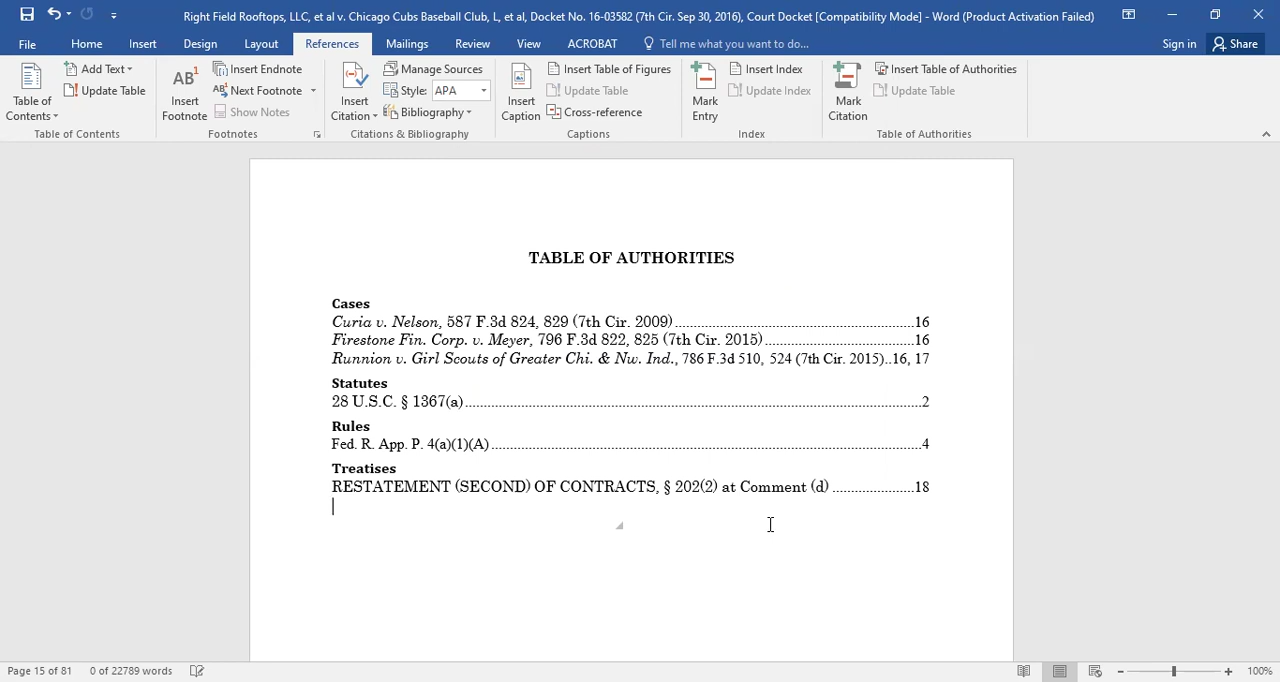 Right Field Rooftops, LLC, et al v. Chicago Cubs Baseball Club, L, et al, Docket No. 16-03582 (7th Cir. Sep 30, 2016), Court Docket [Compatibility Mode] - Word (Product Activation Failed)
File Home Insert Design Layout References Mailings Review View ACROBAT Tell me what you want to do... Sign in Share
Table of Contents
Add Text
Update Table
Table of Contents
AB1 Insert Footnote
Insert Endnote
Next Footnote
Show Notes
Footnotes
Insert Citation
Manage Sources
Style: APA
Bibliography
Citations & Bibliography
Insert Caption
Insert Table of Figures
Update Table
Cross-reference
Captions
Mark Entry
Insert Index
Update Index
Index
Mark Citation
Insert Table of Authorities
Update Table
Table of Authorities
TABLE OF AUTHORITIES
Cases
Curia v. Nelson, 587 F.3d 824, 829 (7th Cir. 2009)..........16
Firestone Fin. Corp. v. Meyer, 796 F.3d 822, 825 (7th Cir. 2015)..........16
Runnion v. Girl Scouts of Greater Chi. & Nw. Ind., 786 F.3d 510, 524 (7th Cir. 2015)..16, 17
Statutes
28 U.S.C. § 1367(a)..........2
Rules
Fed. R. App. P. 4(a)(1)(A)..........4
Treatises
RESTATEMENT (SECOND) OF CONTRACTS, § 202(2) at Comment (d)..........18
Page 15 of 81 0 of 22789 words 100%